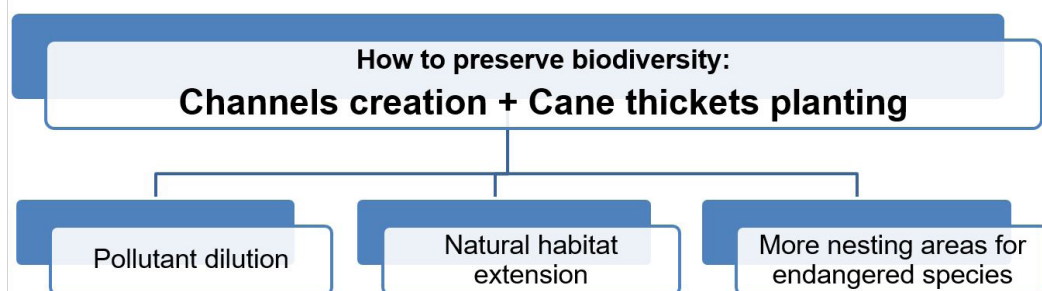 How to preserve biodiversity:
Channels creation + Cane thickets planting
Pollutant dilution
Natural habitat
extension
More nesting areas for
endangered species